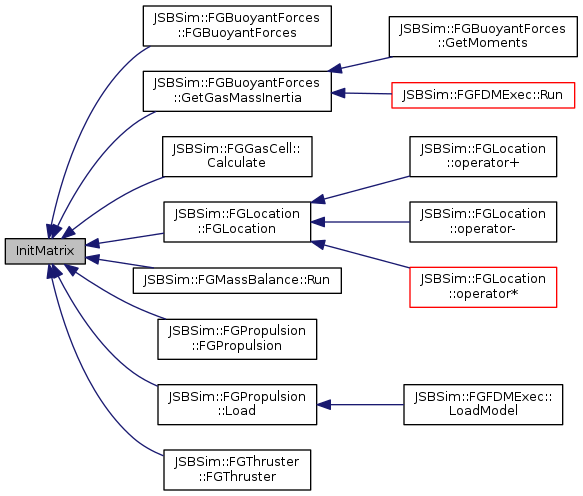 JSBSim::FGBuoyantForces
::FGBuoyantForces
JSBSim::FGBuoyantForces
::GetMoments
JSBSim::FGBuoyantForces
::GetGasMassInertia
JSBSim::FGFDMExec::Run
JSBSim::FGGasCell::
Calculate
JSBSim::FGLocation
::operator+
JSBSim::FGLocation
::FGLocation
JSBSim::FGLocation
::operator-
InitMatrix
JSBSim::FGMassBalance::Run
JSBSim::FGLocation
::operator*
JSBSim::FGPropulsion
::FGPropulsion
JSBSim::FGPropulsion
::Load
JSBSim::FGFDMExec::
LoadModel
JSBSim::FGThruster
::FGThruster